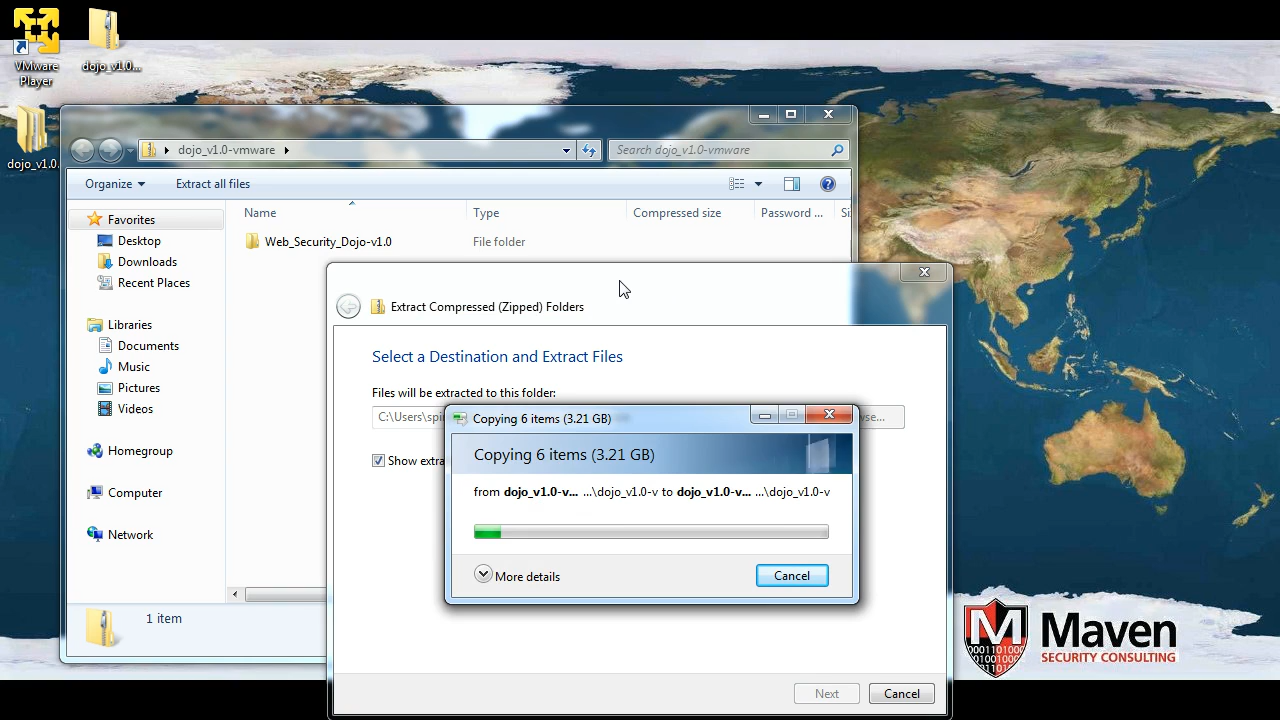 VMware
Player
dojo_v1.0...
dojo_v1.0.
dojo_v1.0-vmware
Search dojo_v1.0-vmware
Organize
Extract all files
Name
Type
Compressed size
Password ...
Favorites
Desktop
Downloads
Recent Places
Libraries
Documents
Music
Pictures
Videos
Homegroup
Computer
Network
Web_Security_Dojo-v1.0
File folder
1 item
Extract Compressed (Zipped) Folders
Select a Destination and Extract Files
Files will be extracted to this folder:
Show
Copying 6 items (3.21 GB)
Copying 6 items (3.21 GB)
from dojo_v1.0-v... ...\dojo_v1.0-v to dojo_v1.0-v... ...\dojo_v1.0-v
More details
Cancel
Next
Cancel
M
Maven
SECURITY CONSULTING